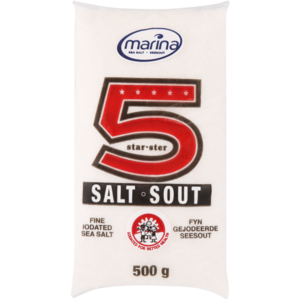 marina
SEA SALT • SEESOUT
5
star•ster
SALT • SOUT
FINE
IODATED
SEA SALT
FYN
GEJODEERDE
SEESOUT
500 g